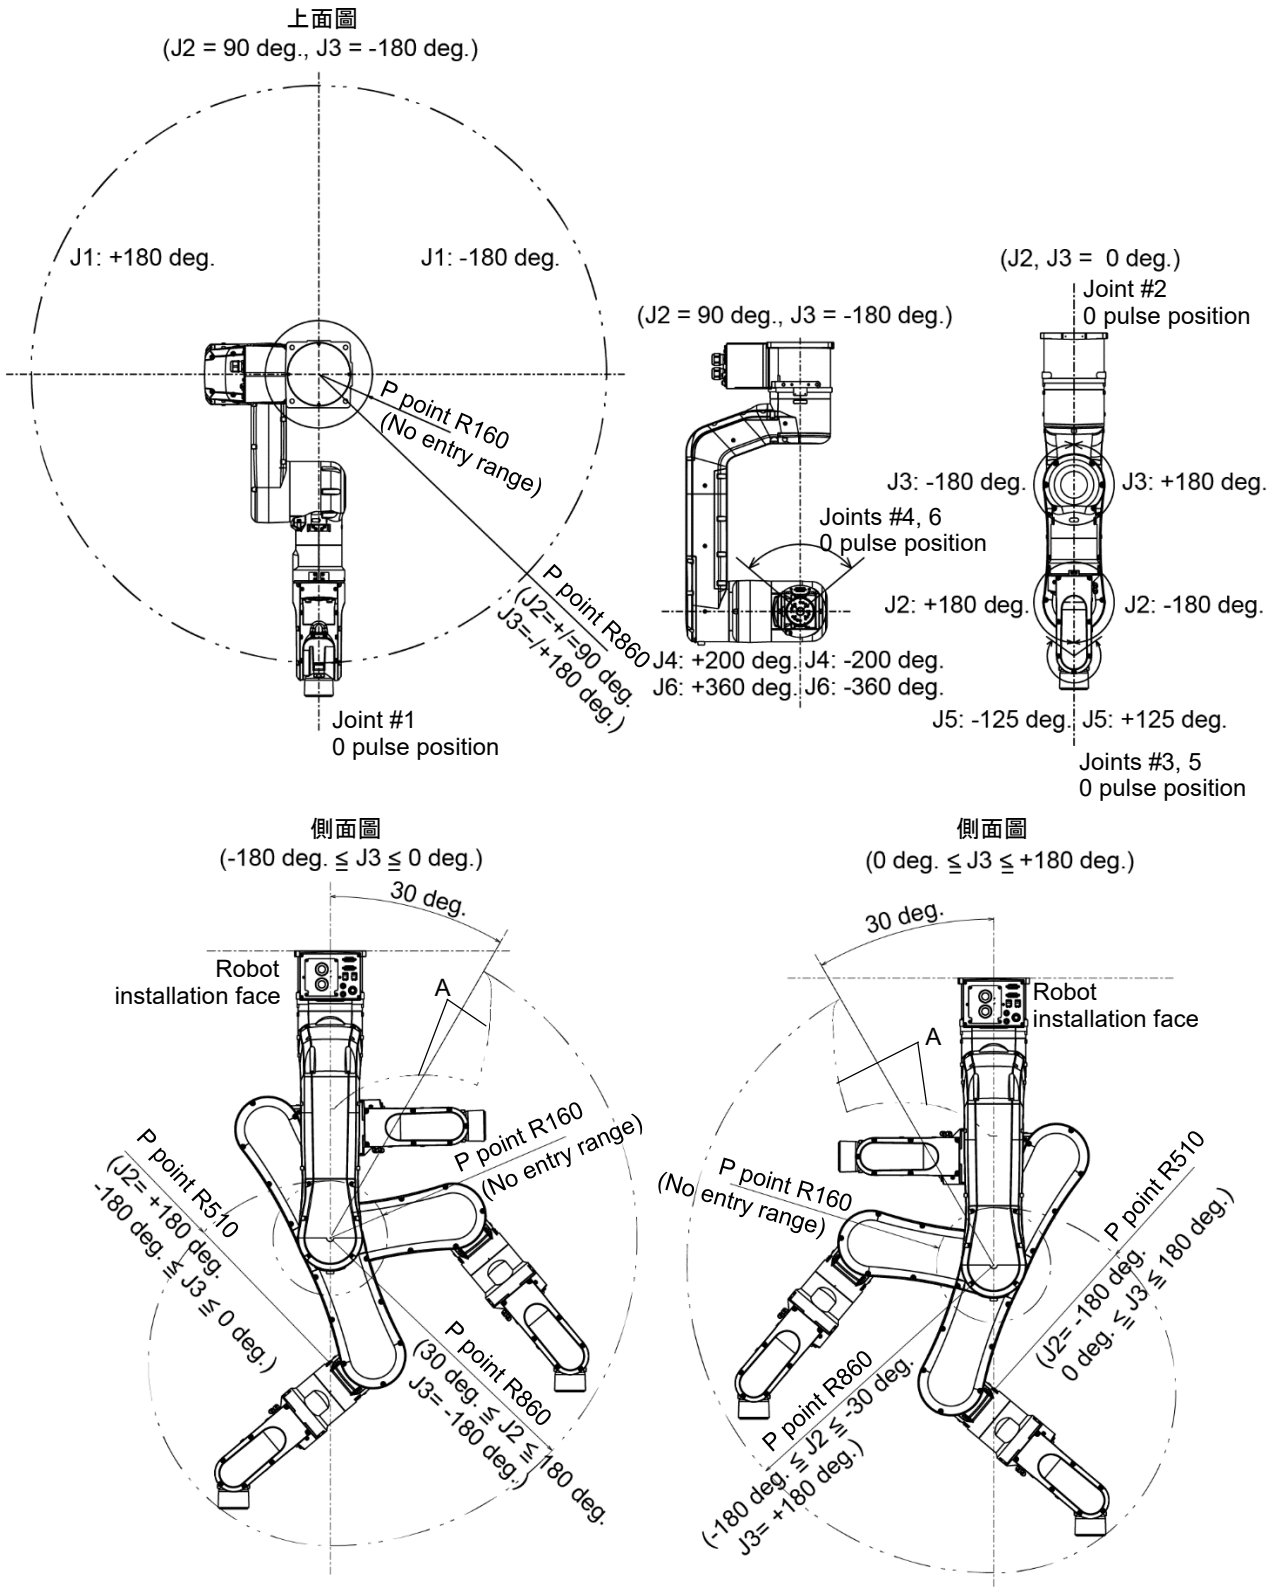 上面圖
(J2 = 90 deg., J3 = -180 deg.)
J1: +180 deg.
J1: -180 deg.
P point R160
(No entry range)
P point R860
(J2=+/=90 deg.
J3=-/+180 deg.)
Joint #1
0 pulse position
(J2 = 90 deg., J3 = -180 deg.)
Joints #4, 6
0 pulse position
J4: +200 deg.
J4: -200 deg.
J6: +360 deg.
J6: -360 deg.
(J2, J3 = 0 deg.)
Joint #2
0 pulse position
J3: -180 deg.
J3: +180 deg.
J2: +180 deg.
J2: -180 deg.
J5: -125 deg.
J5: +125 deg.
Joints #3, 5
0 pulse position
側面圖
(-180 deg. ≦ J3 ≦ 0 deg.)
30 deg.
Robot
installation face
A
P point R160
(No entry range)
P point R510
(J2= +180 deg.
-180 deg. ≦ J3 ≦ 0 deg.)
P point R860
(30 deg. ≦ J2 ≦ 180 deg.
J3= -180 deg.)
側面圖
(0 deg. ≦ J3 ≦ +180 deg.)
30 deg.
Robot
installation face
A
P point R160
(No entry range)
P point R510
(J2= -180 deg.
0 deg. ≦ J3 ≦ 180 deg.)
P point R860
(-180 deg. ≦ J2 ≦ -30 deg.
J3= +180 deg.)